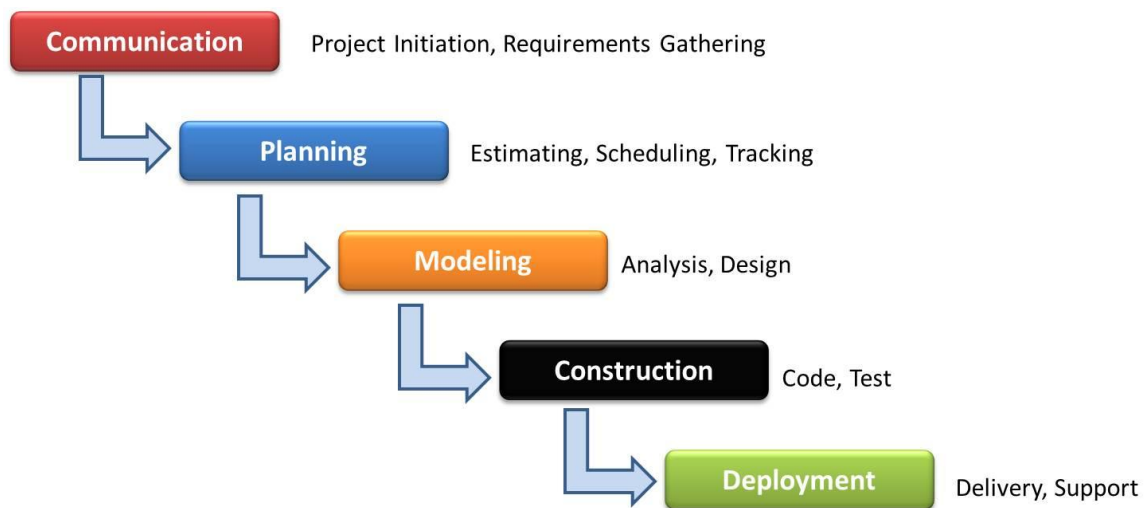 Communication
Project Initiation, Requirements Gathering
Planning
Estimating, Scheduling, Tracking
Modeling
Analysis, Design
Construction
Code, Test
Deployment
Delivery, Support